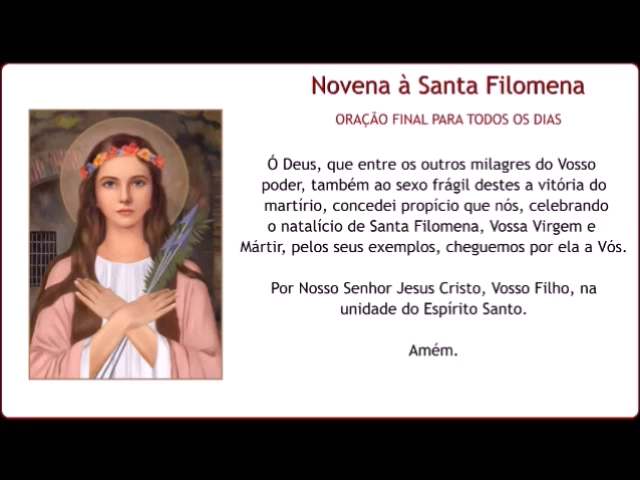 Novena à Santa Filomena
ORAÇÃO FINAL PARA TODOS OS DIAS
Ó Deus, que entre os outros milagres do Vosso
poder, também ao sexo frágil destes a vitória do
martírio, concedei propício que nós, celebrando
o natalício de Santa Filomena, Vossa Virgem e
Mártir, pelos seus exemplos, cheguemos por ela a Vós.
Por Nosso Senhor Jesus Cristo, Vosso Filho, na
unidade do Espírito Santo.
Amém.